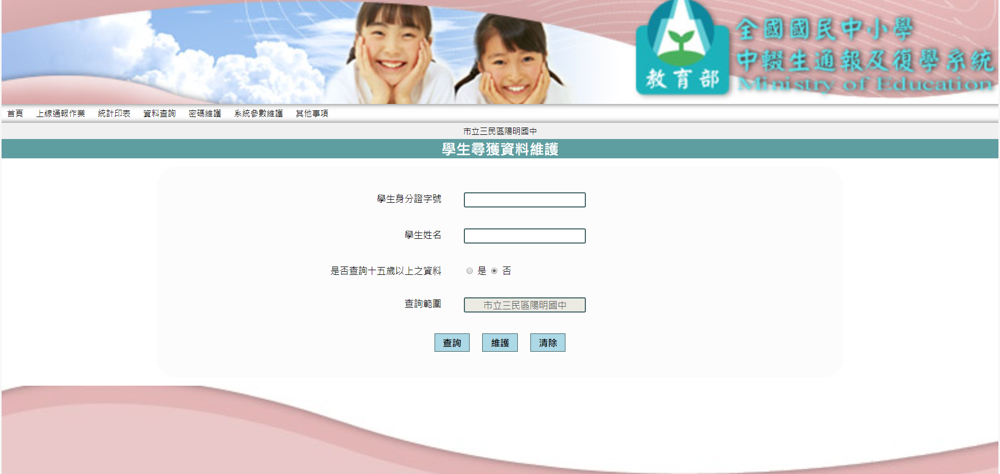 全國國民中小學
中輟生通報及復學系統
Ministry of Education
教育部
首頁 上線通報作業 統計印表 資料查詢 密碼維護 系統參數維護 其他事項
市立三民區陽明國中
學生尋獲資料維護
學生身分證字號
學生姓名
是否查詢十五歲以上之資料 是 否
查詢範圍 市立三民區陽明國中
查詢 維護 清除